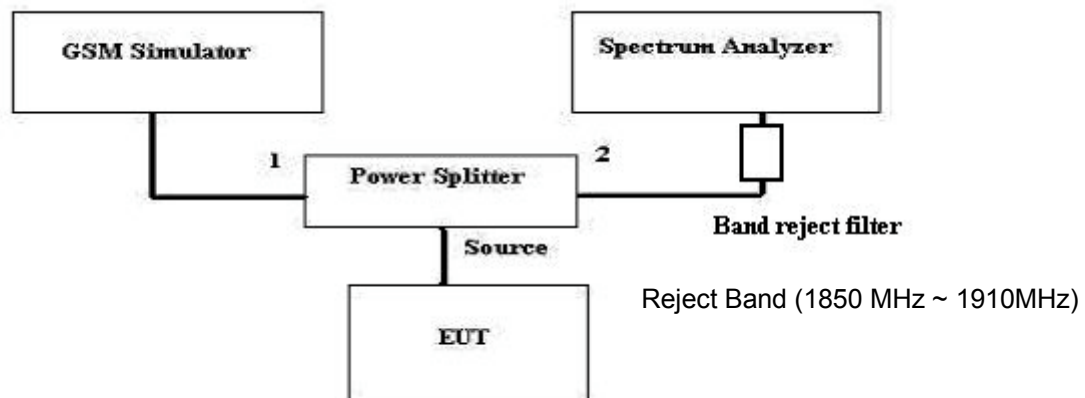 GSM Simulator
Spectrum Analyzer
1
2
Power Splitter
Band reject filter
Source
Reject Band (1850 MHz ~ 1910MHz)
EUT